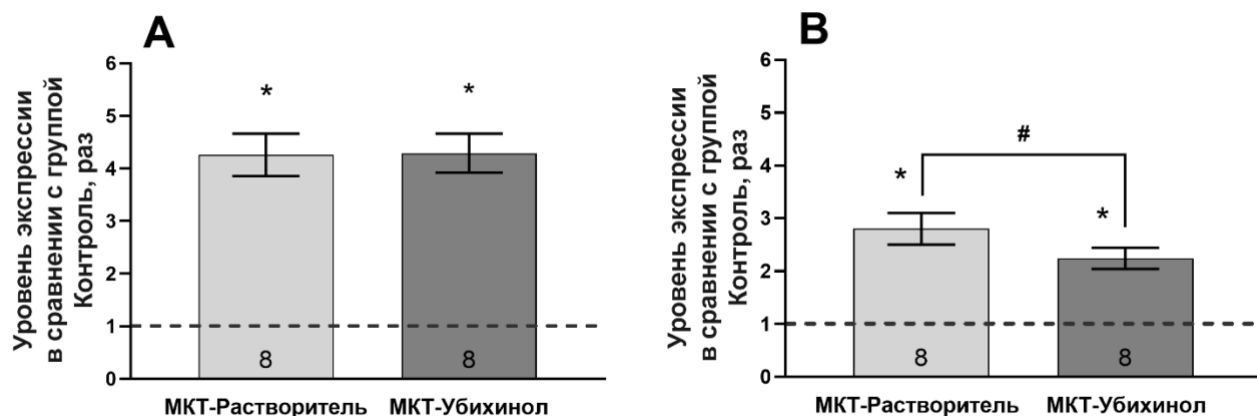 A
Уровень экспрессии
в сравнении с группой
Контроль, раз
6
5
4
3
2
1
0
*
*
8
8
МКТ-Растворитель
МКТ-Убихинол
B
Уровень экспрессии
в сравнении с группой
Контроль, раз
6
5
4
3
2
1
0
#
*
*
8
8
МКТ-Растворитель
МКТ-Убихинол